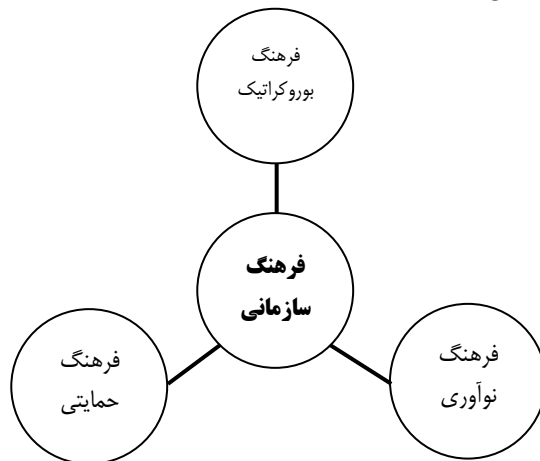 فرهنگ
بوروکراتیک
فرهنگ
سازمانی
فرهنگ
نوآوری
فرهنگ
حمایتی